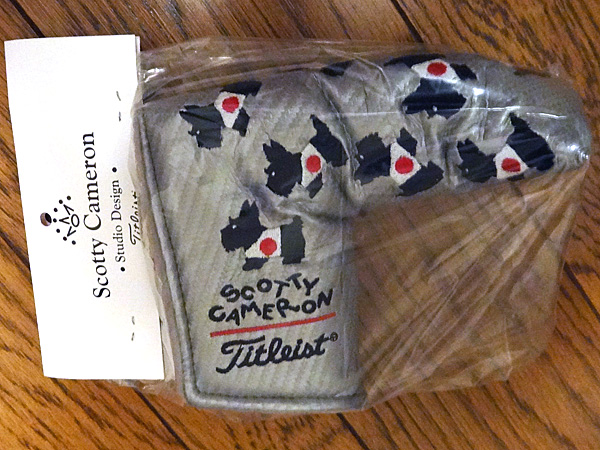 Scotty Cameron
• Studio Design •
Titleist
SCOTTY
CAMERON
Titleist®